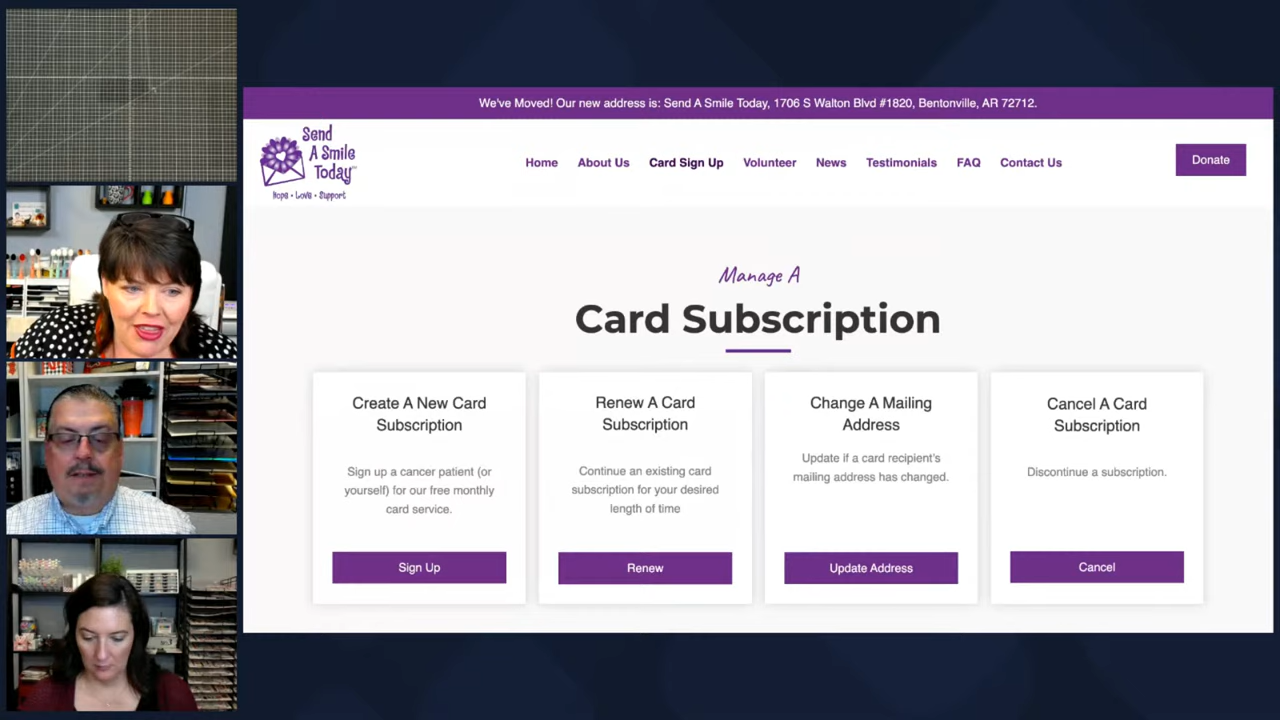 We've Moved! Our new address is: Send A Smile Today, 1706 S Walton Blvd #1820, Bentonville, AR 72712.
Send
A Smile
Today
Hope • Love • Support
Home
About Us
Card Sign Up
Volunteer
News
Testimonials
FAQ
Contact Us
Donate
Manage A
Card Subscription
Create A New Card
Subscription
Sign up a cancer patient (or
yourself) for our free monthly
card service.
Sign Up
Renew A Card
Subscription
Continue an existing card
subscription for your desired
length of time
Renew
Change A Mailing
Address
Update if a card recipient's
mailing address has changed.
Update Address
Cancel A Card
Subscription
Discontinue a subscription.
Cancel